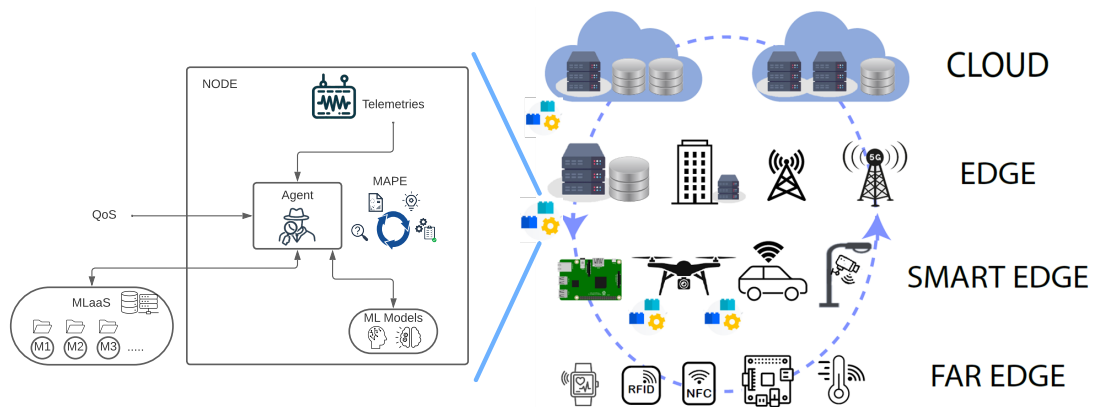 NODE
Telemetries
Agent
MAPE
QoS
MLaaS
M1 M2 M3 .....
ML Models
CLOUD
5G
EDGE
SMART EDGE
RFID
NFC
FAR EDGE